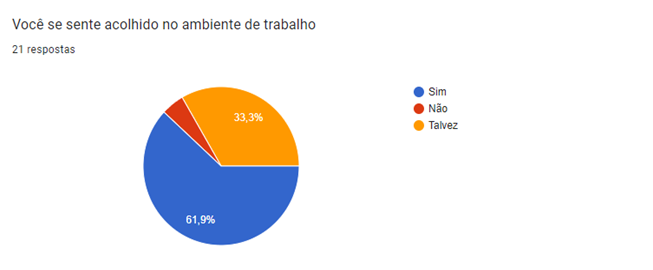 Você se sente acolhido no ambiente de trabalho
21 respostas
Sim
Não
Talvez
33,3%
61,9%